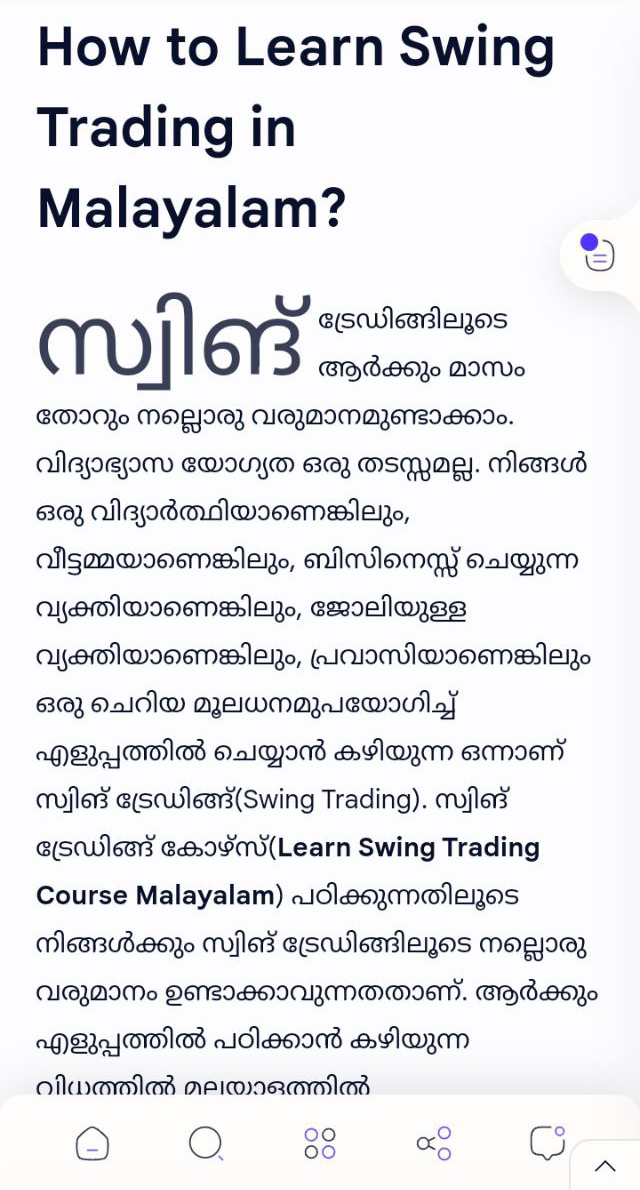 How to Learn Swing
Trading in
Malayalam?
സ്വിങ് ട്രേഡിങ്ങിലൂടെ
ആർക്കും മാസം
തോറും നല്ലൊരു വരുമാനമുണ്ടാക്കാം.
വിദ്യാഭ്യാസ യോഗ്യത ഒരു തടസ്സമല്ല. നിങ്ങൾ
ഒരു വിദ്യാർത്ഥിയാണെങ്കിലും,
വീട്ടമ്മയാണെങ്കിലും, ബിസിനെസ്സ് ചെയ്യുന്ന
വ്യക്തിയാണെങ്കിലും, ജോലിയുള്ള
വ്യക്തിയാണെങ്കിലും, പ്രവാസിയാണെങ്കിലും
ഒരു ചെറിയ മൂലധനമുപയോഗിച്ച്
എളുപ്പത്തിൽ ചെയ്യാൻ കഴിയുന്ന ഒന്നാണ്
സ്വിങ് ട്രേഡിങ്ങ്(Swing Trading). സ്വിങ്
ട്രേഡിങ്ങ് കോഴ്സ്(Learn Swing Trading
Course Malayalam) പഠിക്കുന്നതിലൂടെ
നിങ്ങൾക്കും സ്വിങ് ട്രേഡിങ്ങിലൂടെ നല്ലൊരു
വരുമാനം ഉണ്ടാക്കാവുന്നതതാണ്. ആർക്കും
എളുപ്പത്തിൽ പഠിക്കാൻ കഴിയുന്ന
വിധത്തിൽ മലയാളത്തിൽ